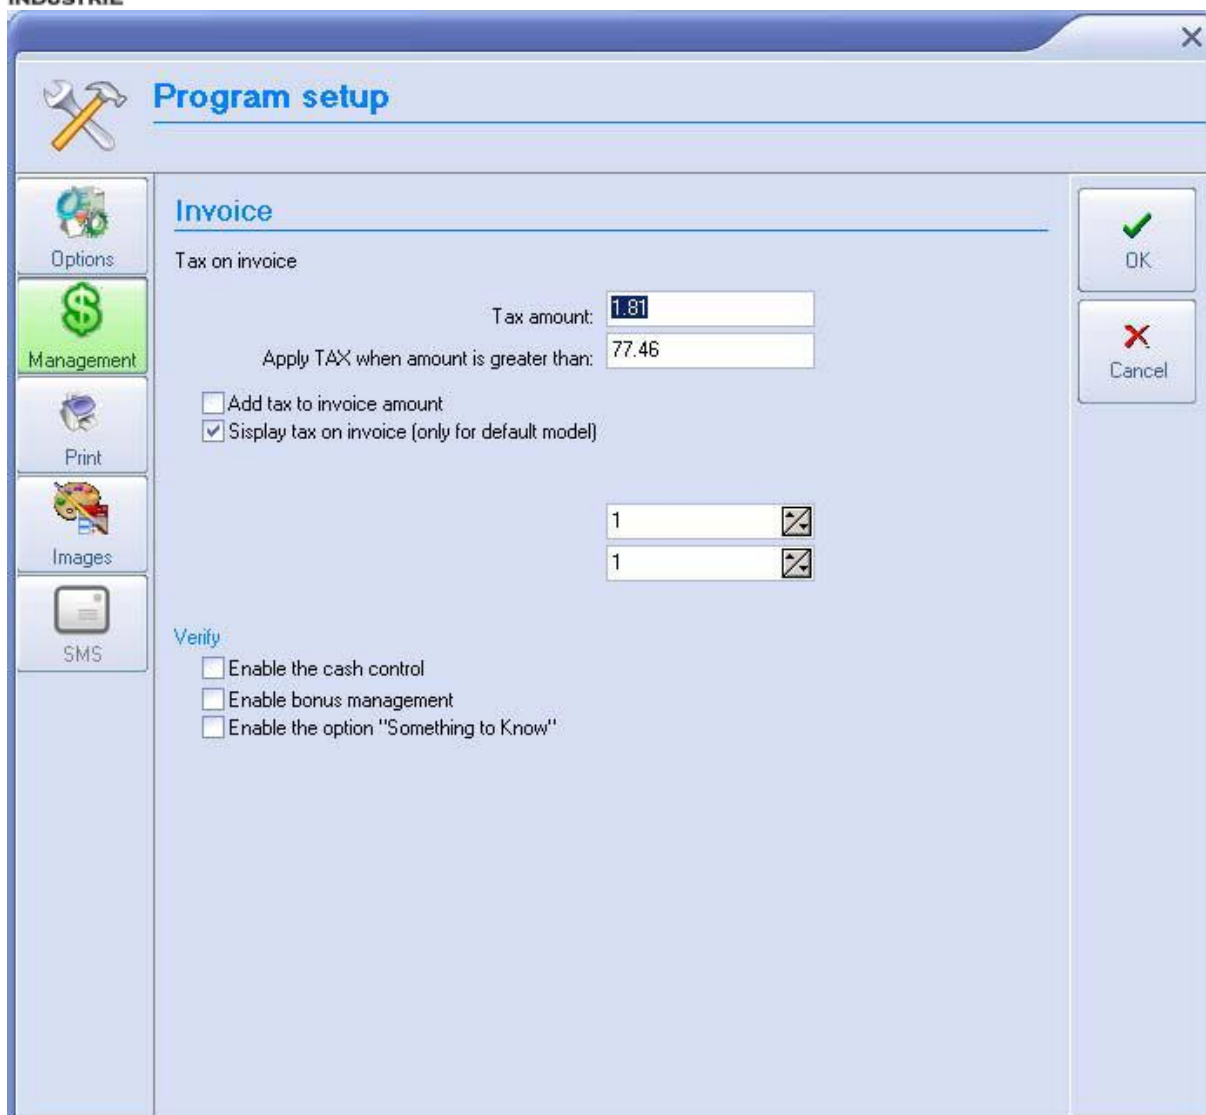 INDUSTRIE
Program setup
Options
Management
Print
Images
SMS
Invoice
Tax on invoice
Tax amount: 1.81
Apply TAX when amount is greater than: 77.46
Add tax to invoice amount
Sisplay tax on invoice (only for default model)
1
1
Verify
Enable the cash control
Enable bonus management
Enable the option "Something to Know"
OK
Cancel